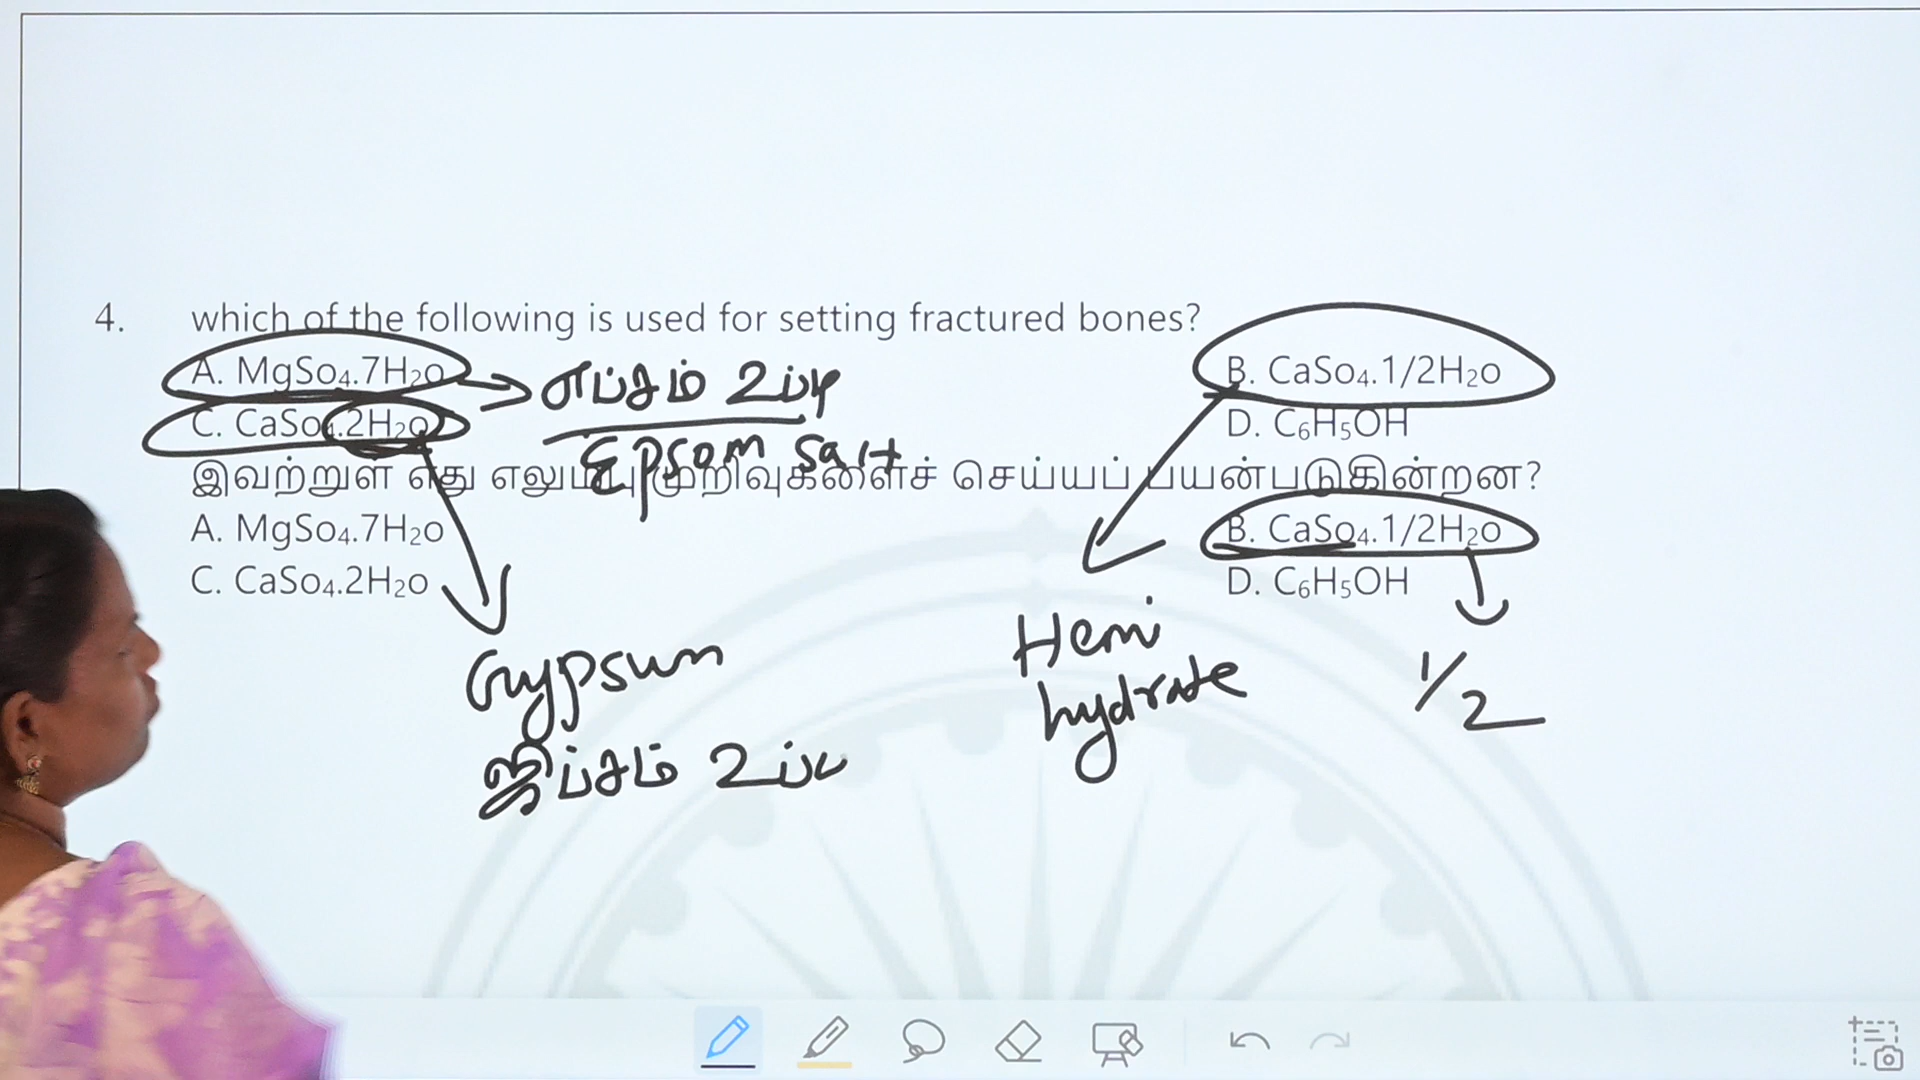 4. which of the following is used for setting fractured bones?
A. MgSo₄.7H₂o → எப்சம் உப்பு B. CaSo₄.1/2H₂o
Epsom salt
C. CaSo₄.2H₂o D. C₆H₅OH
இவற்றுள் எது எலும்பு முறிவுகளைச் செய்யப் பயன்படுகின்றன?
A. MgSo₄.7H₂o B. CaSo₄.1/2H₂o
C. CaSo₄.2H₂o D. C₆H₅OH
Gypsum Hemi hydrate 1/2
ஜிப்சம் உப்